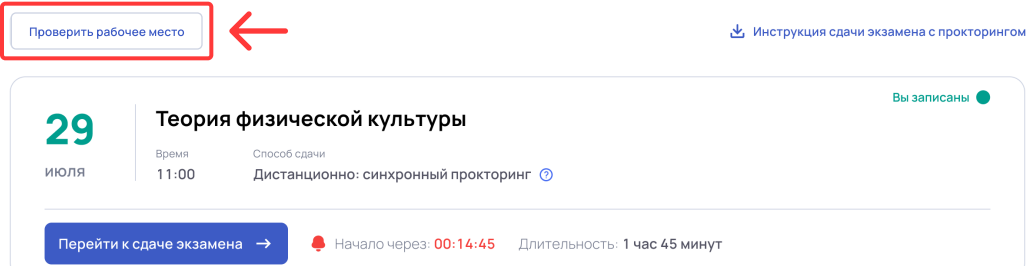 Проверить рабочее место
Инструкция сдачи экзамена с прокторингом
Вы записаны
29
июля
Теория физической культуры
Время
11:00
Способ сдачи
Дистанционно: синхронный прокторинг ?
Перейти к сдаче экзамена →
Начало через: 00:14:45
Длительность: 1 час 45 минут